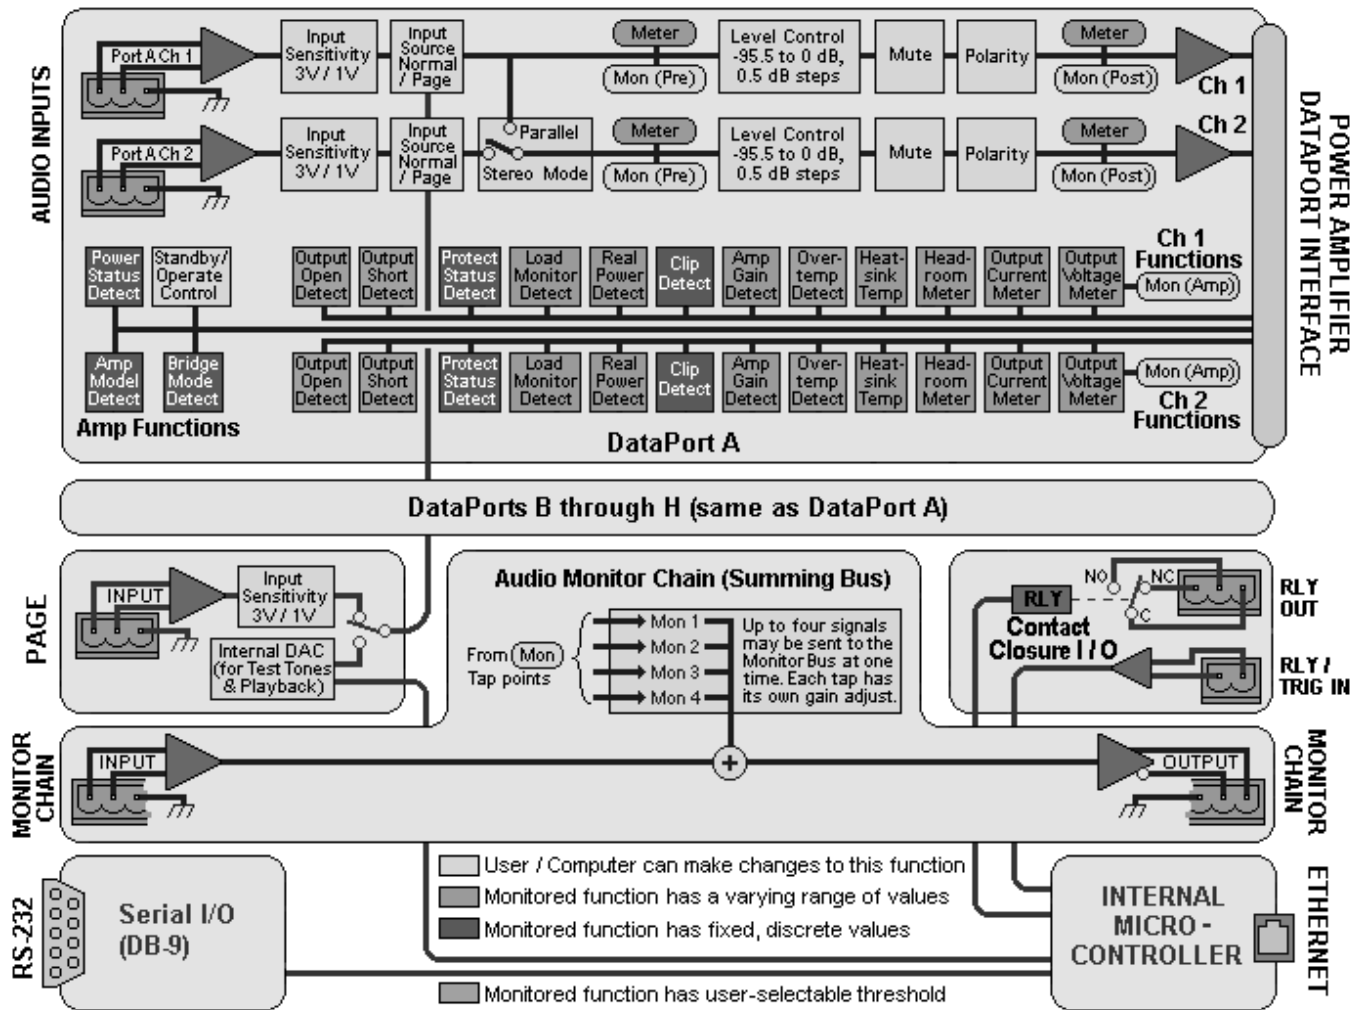 AUDIO INPUTS
Port A Ch 1
Input
Sensitivity
3V / 1V
Input
Source
Normal
/ Page
Meter
Mon (Pre)
Level Control
-95.5 to 0 dB,
0.5 dB steps
Mute
Polarity
Meter
Mon (Post)
Ch 1
Port A Ch 2
Input
Sensitivity
3V / 1V
Input
Source
Normal
/ Page
Parallel
Stereo Mode
Meter
Mon (Pre)
Level Control
-95.5 to 0 dB,
0.5 dB steps
Mute
Polarity
Meter
Mon (Post)
Ch 2
POWER AMPLIFIER
DATAPORT INTERFACE
Power
Status
Detect
Standby/
Operate
Control
Output
Open
Detect
Output
Short
Detect
Protect
Status
Detect
Load
Monitor
Detect
Real
Power
Detect
Clip
Detect
Amp
Gain
Detect
Over-
temp
Detect
Heat-
sink
Temp
Head-
room
Meter
Output
Current
Meter
Output
Voltage
Meter
Ch 1
Functions
Mon (Amp)
Amp
Model
Detect
Bridge
Mode
Detect
Output
Open
Detect
Output
Short
Detect
Protect
Status
Detect
Load
Monitor
Detect
Real
Power
Detect
Clip
Detect
Amp
Gain
Detect
Over-
temp
Detect
Heat-
sink
Temp
Head-
room
Meter
Output
Current
Meter
Output
Voltage
Meter
Mon (Amp)
Ch 2
Functions
Amp Functions
DataPort A
DataPorts B through H (same as DataPort A)
PAGE
INPUT
Input
Sensitivity
3V / 1V
Internal DAC
(for Test Tones
& Playback)
Audio Monitor Chain (Summing Bus)
From Mon
Tap points
Mon 1
Mon 2
Mon 3
Mon 4
Up to four signals
may be sent to the
Monitor Bus at one
time. Each tap has
its own gain adjust.
RLY
Contact
Closure I / O
NO
NC
C
RLY
OUT
RLY /
TRIG IN
MONITOR
CHAIN
INPUT
+
OUTPUT
MONITOR
CHAIN
RS-232
Serial I/O
(DB-9)
User / Computer can make changes to this function
Monitored function has a varying range of values
Monitored function has fixed, discrete values
Monitored function has user-selectable threshold
INTERNAL
MICRO -
CONTROLLER
ETHERNET